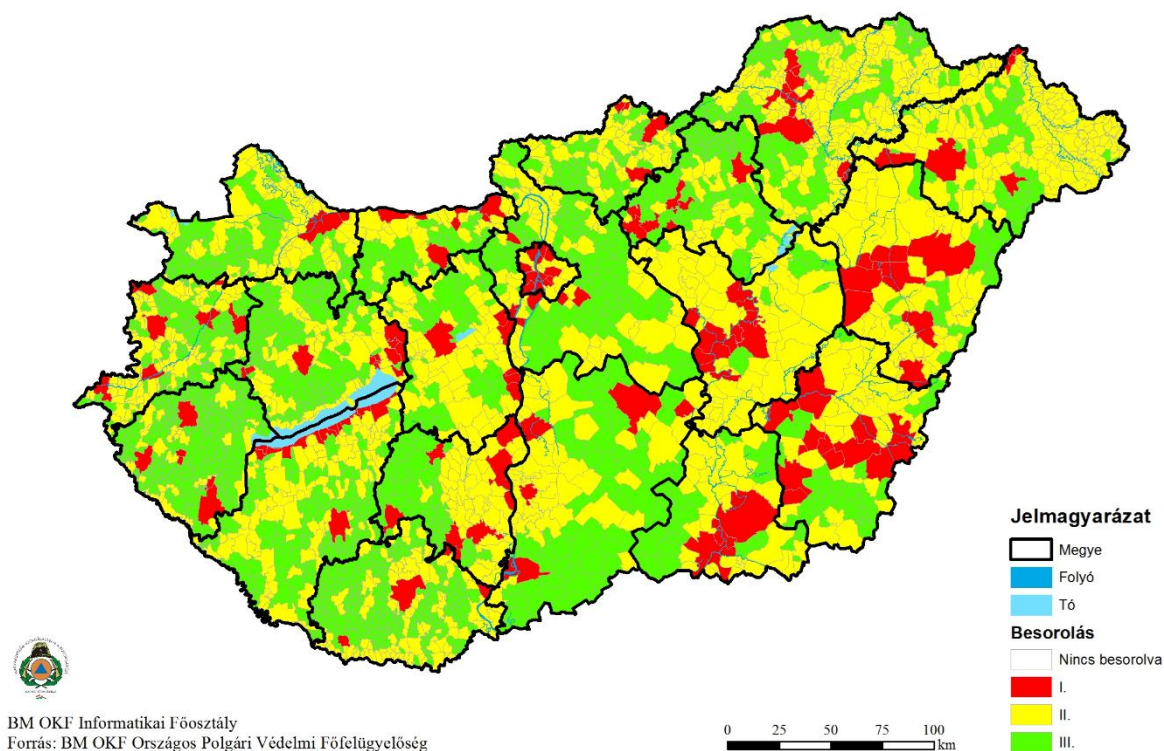 Jelmagyarázat
Megye
Folyó
Tó
Besorolás
Nincs besorolva
I.
II.
III.
BM OKF Informatikai Főosztály
Forrás: BM OKF Országos Polgári Védelmi Főfelügyelőség
0 25 50 75 100
km